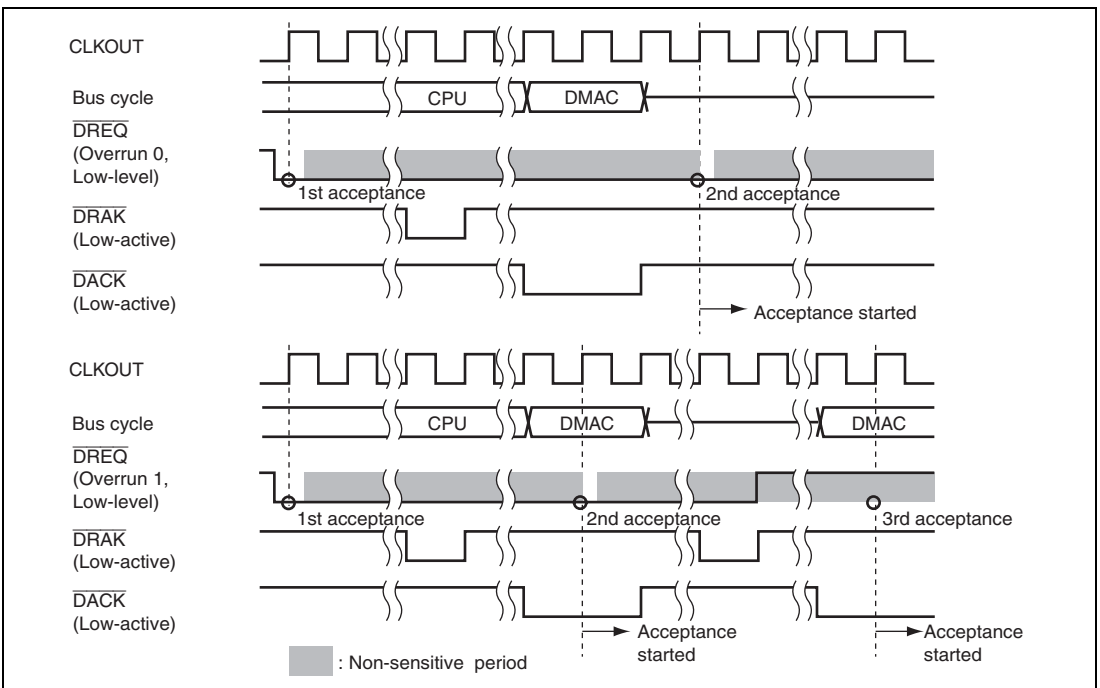 CLKOUT
Bus cycle
CPU
DMAC
DREQ
(Overrun 0,
Low-level)
1st acceptance
2nd acceptance
DRAK
(Low-active)
DACK
(Low-active)
Acceptance started
CLKOUT
Bus cycle
CPU
DMAC
DMAC
DREQ
(Overrun 1,
Low-level)
1st acceptance
2nd acceptance
3rd acceptance
DRAK
(Low-active)
DACK
(Low-active)
Acceptance
started
Acceptance
started
: Non-sensitive period